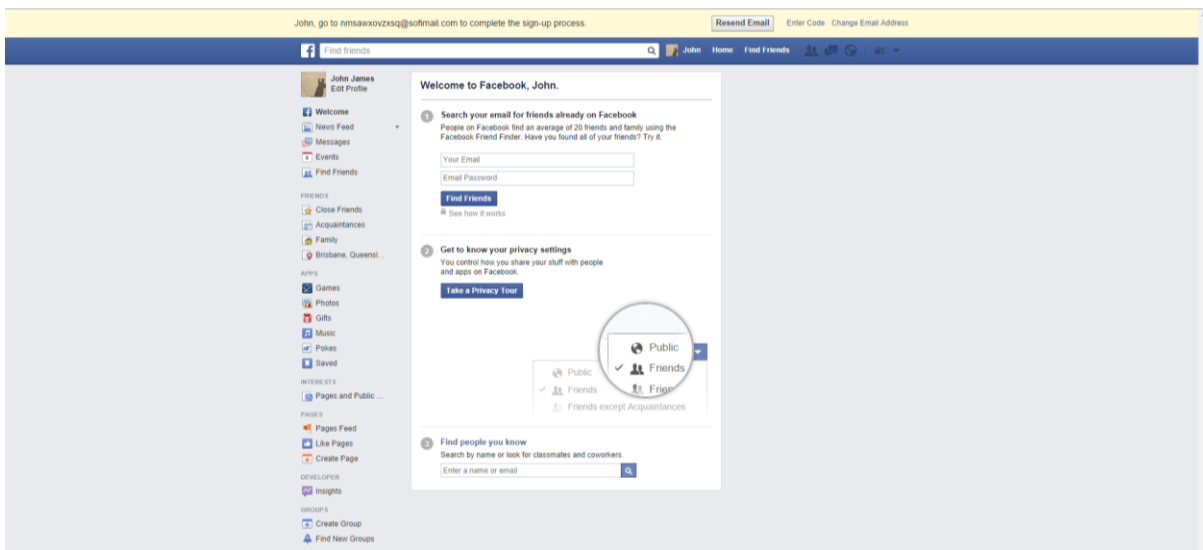 John, go to nmsawxovzxsq@sofimail.com to complete the sign-up process. Resend Email Enter Code · Change Email Address
Find friends John Home Find Friends
John James
Edit Profile
Welcome
News Feed
Messages
Events
Find Friends
FRIENDS
Close Friends
Acquaintances
Family
Brisbane, Queensl...
APPS
Games
Photos
Gifts
Music
Pokes
Saved
INTERESTS
Pages and Public ...
PAGES
Pages Feed
Like Pages
Create Page
DEVELOPER
Insights
GROUPS
Create Group
Find New Groups
Welcome to Facebook, John.
1 Search your email for friends already on Facebook
People on Facebook find an average of 20 friends and family using the
Facebook Friend Finder. Have you found all of your friends? Try it.
Your Email
Email Password
Find Friends
See how it works
2 Get to know your privacy settings
You control how you share your stuff with people
and apps on Facebook.
Take a Privacy Tour
Public
Friends
Public
Friends
Friends except Acquaintances
3 Find people you know
Search by name or look for classmates and coworkers.
Enter a name or email